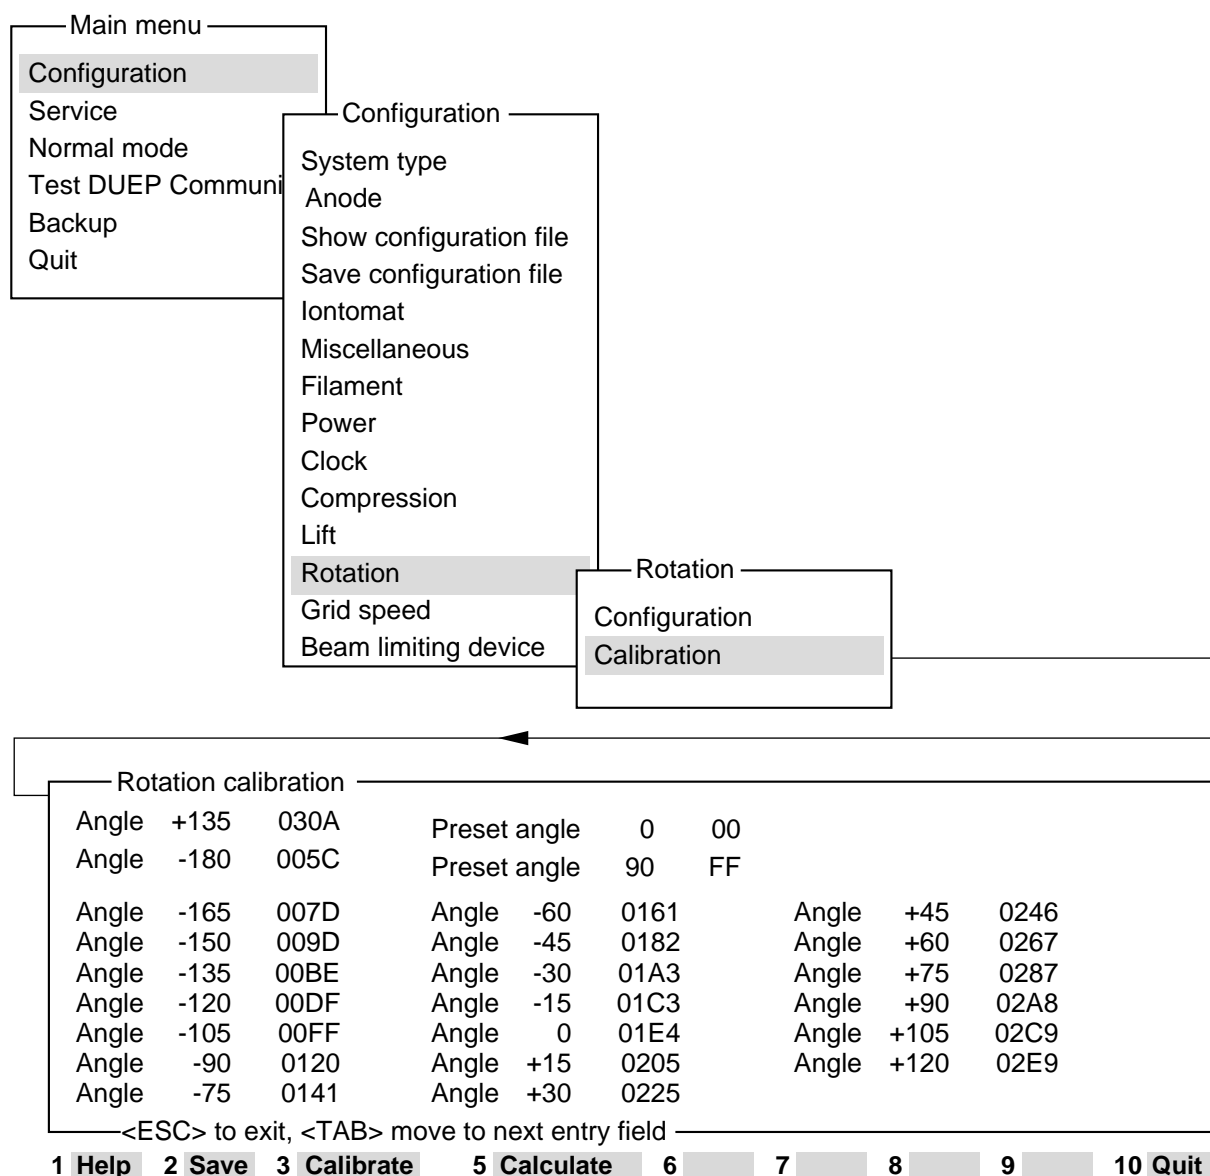 Main menu
Configuration
Service
Normal mode
Test DUEP Communi
Backup
Quit
Configuration
System type
Anode
Show configuration file
Save configuration file
Iontomat
Miscellaneous
Filament
Power
Clock
Compression
Lift
Rotation
Grid speed
Beam limiting device
Rotation
Configuration
Calibration
Rotation calibration
Angle +135 030A Preset angle 0 00
Angle -180 005C Preset angle 90 FF
Angle -165 007D Angle -60 0161 Angle +45 0246
Angle -150 009D Angle -45 0182 Angle +60 0267
Angle -135 00BE Angle -30 01A3 Angle +75 0287
Angle -120 00DF Angle -15 01C3 Angle +90 02A8
Angle -105 00FF Angle 0 01E4 Angle +105 02C9
Angle -90 0120 Angle +15 0205 Angle +120 02E9
Angle -75 0141 Angle +30 0225
<ESC> to exit, <TAB> move to next entry field
1 Help 2 Save 3 Calibrate 5 Calculate 6 7 8 9 10 Quit